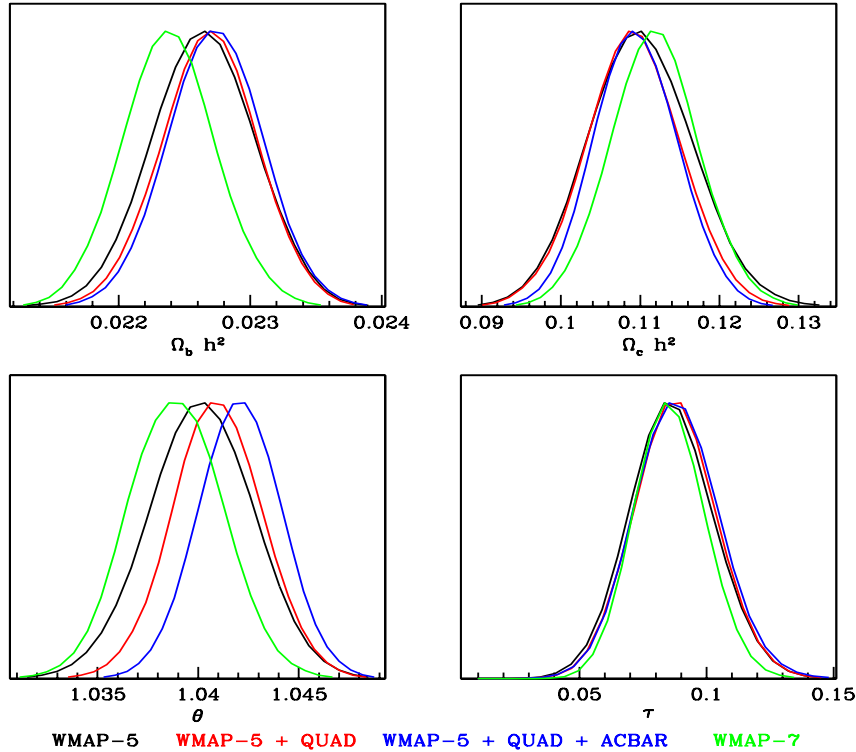 0.022 0.023 0.024
Ω_b h²
0.09 0.1 0.11 0.12 0.13
Ω_c h²
1.035 1.04 1.045
θ
0.05 0.1 0.15
τ
WMAP-5 WMAP-5 + QUAD WMAP-5 + QUAD + ACBAR WMAP-7